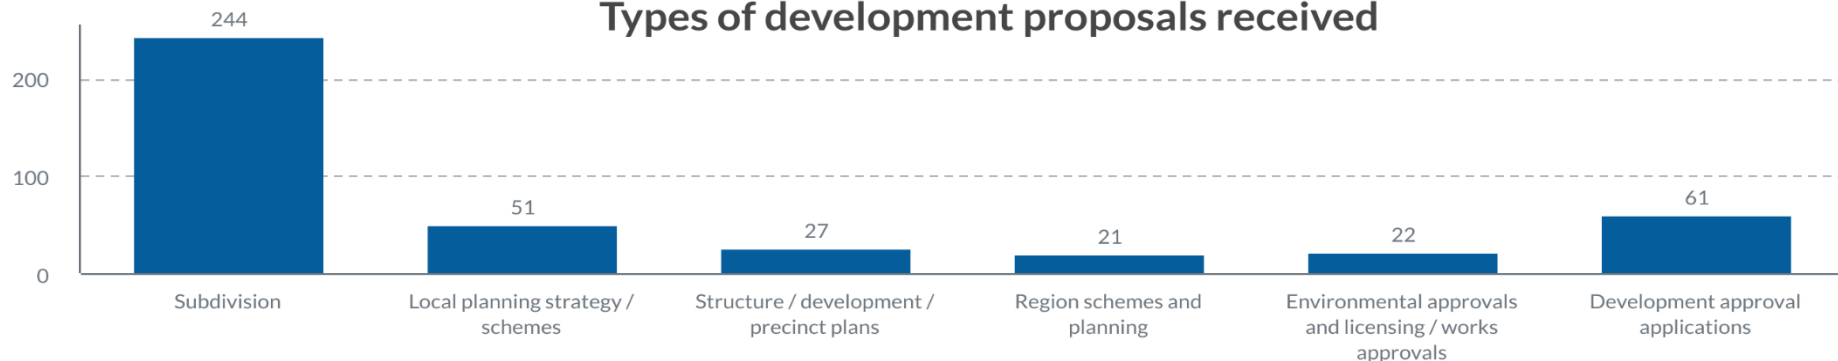 Types of development proposals received
244
200
100
0
51
27
21
22
61
Subdivision
Local planning strategy /
schemes
Structure / development /
precinct plans
Region schemes and
planning
Environmental approvals
and licensing / works
approvals
Development approval
applications